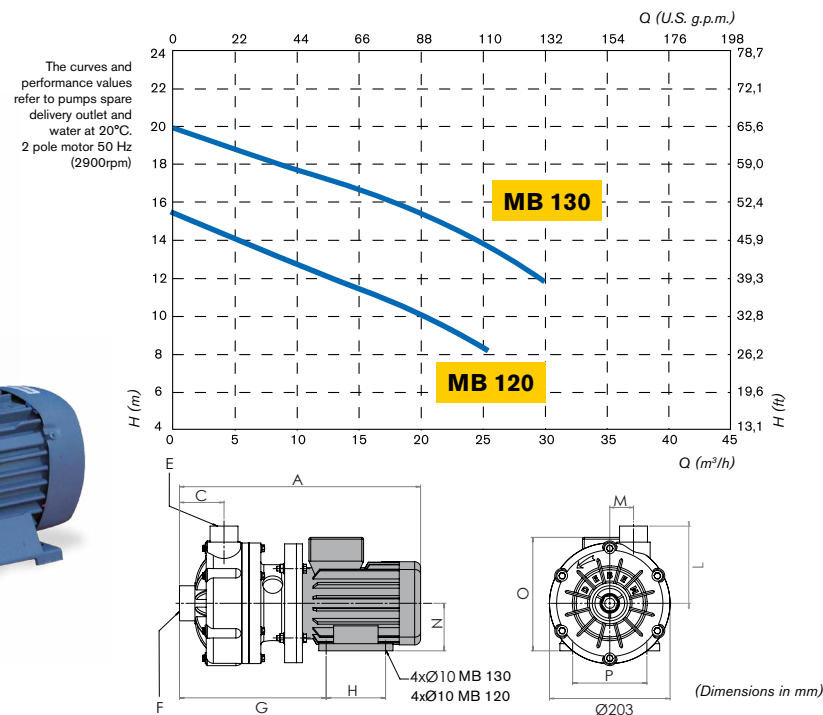 Q (U.S. g.p.m.)
0 22 44 66 88 110 132 154 176 198
The curves and
performance values
refer to pumps spare
delivery outlet and
water at 20°C.
2 pole motor 50 Hz
(2900rpm)
24 78,7
22 72,1
20 65,6
18 59,0
16 52,4
14 45,9
12 39,3
10 32,8
8 26,2
6 19,6
4 13,1
H (m)
H (ft)
MB 130
MB 120
0 5 10 15 20 25 30 35 40 45
Q (m³/h)
E
C
A
M
L
O
N
DEBEM
P
4xØ10 MB 130
4xØ10 MB 120
F
G
H
Ø203
(Dimensions in mm)